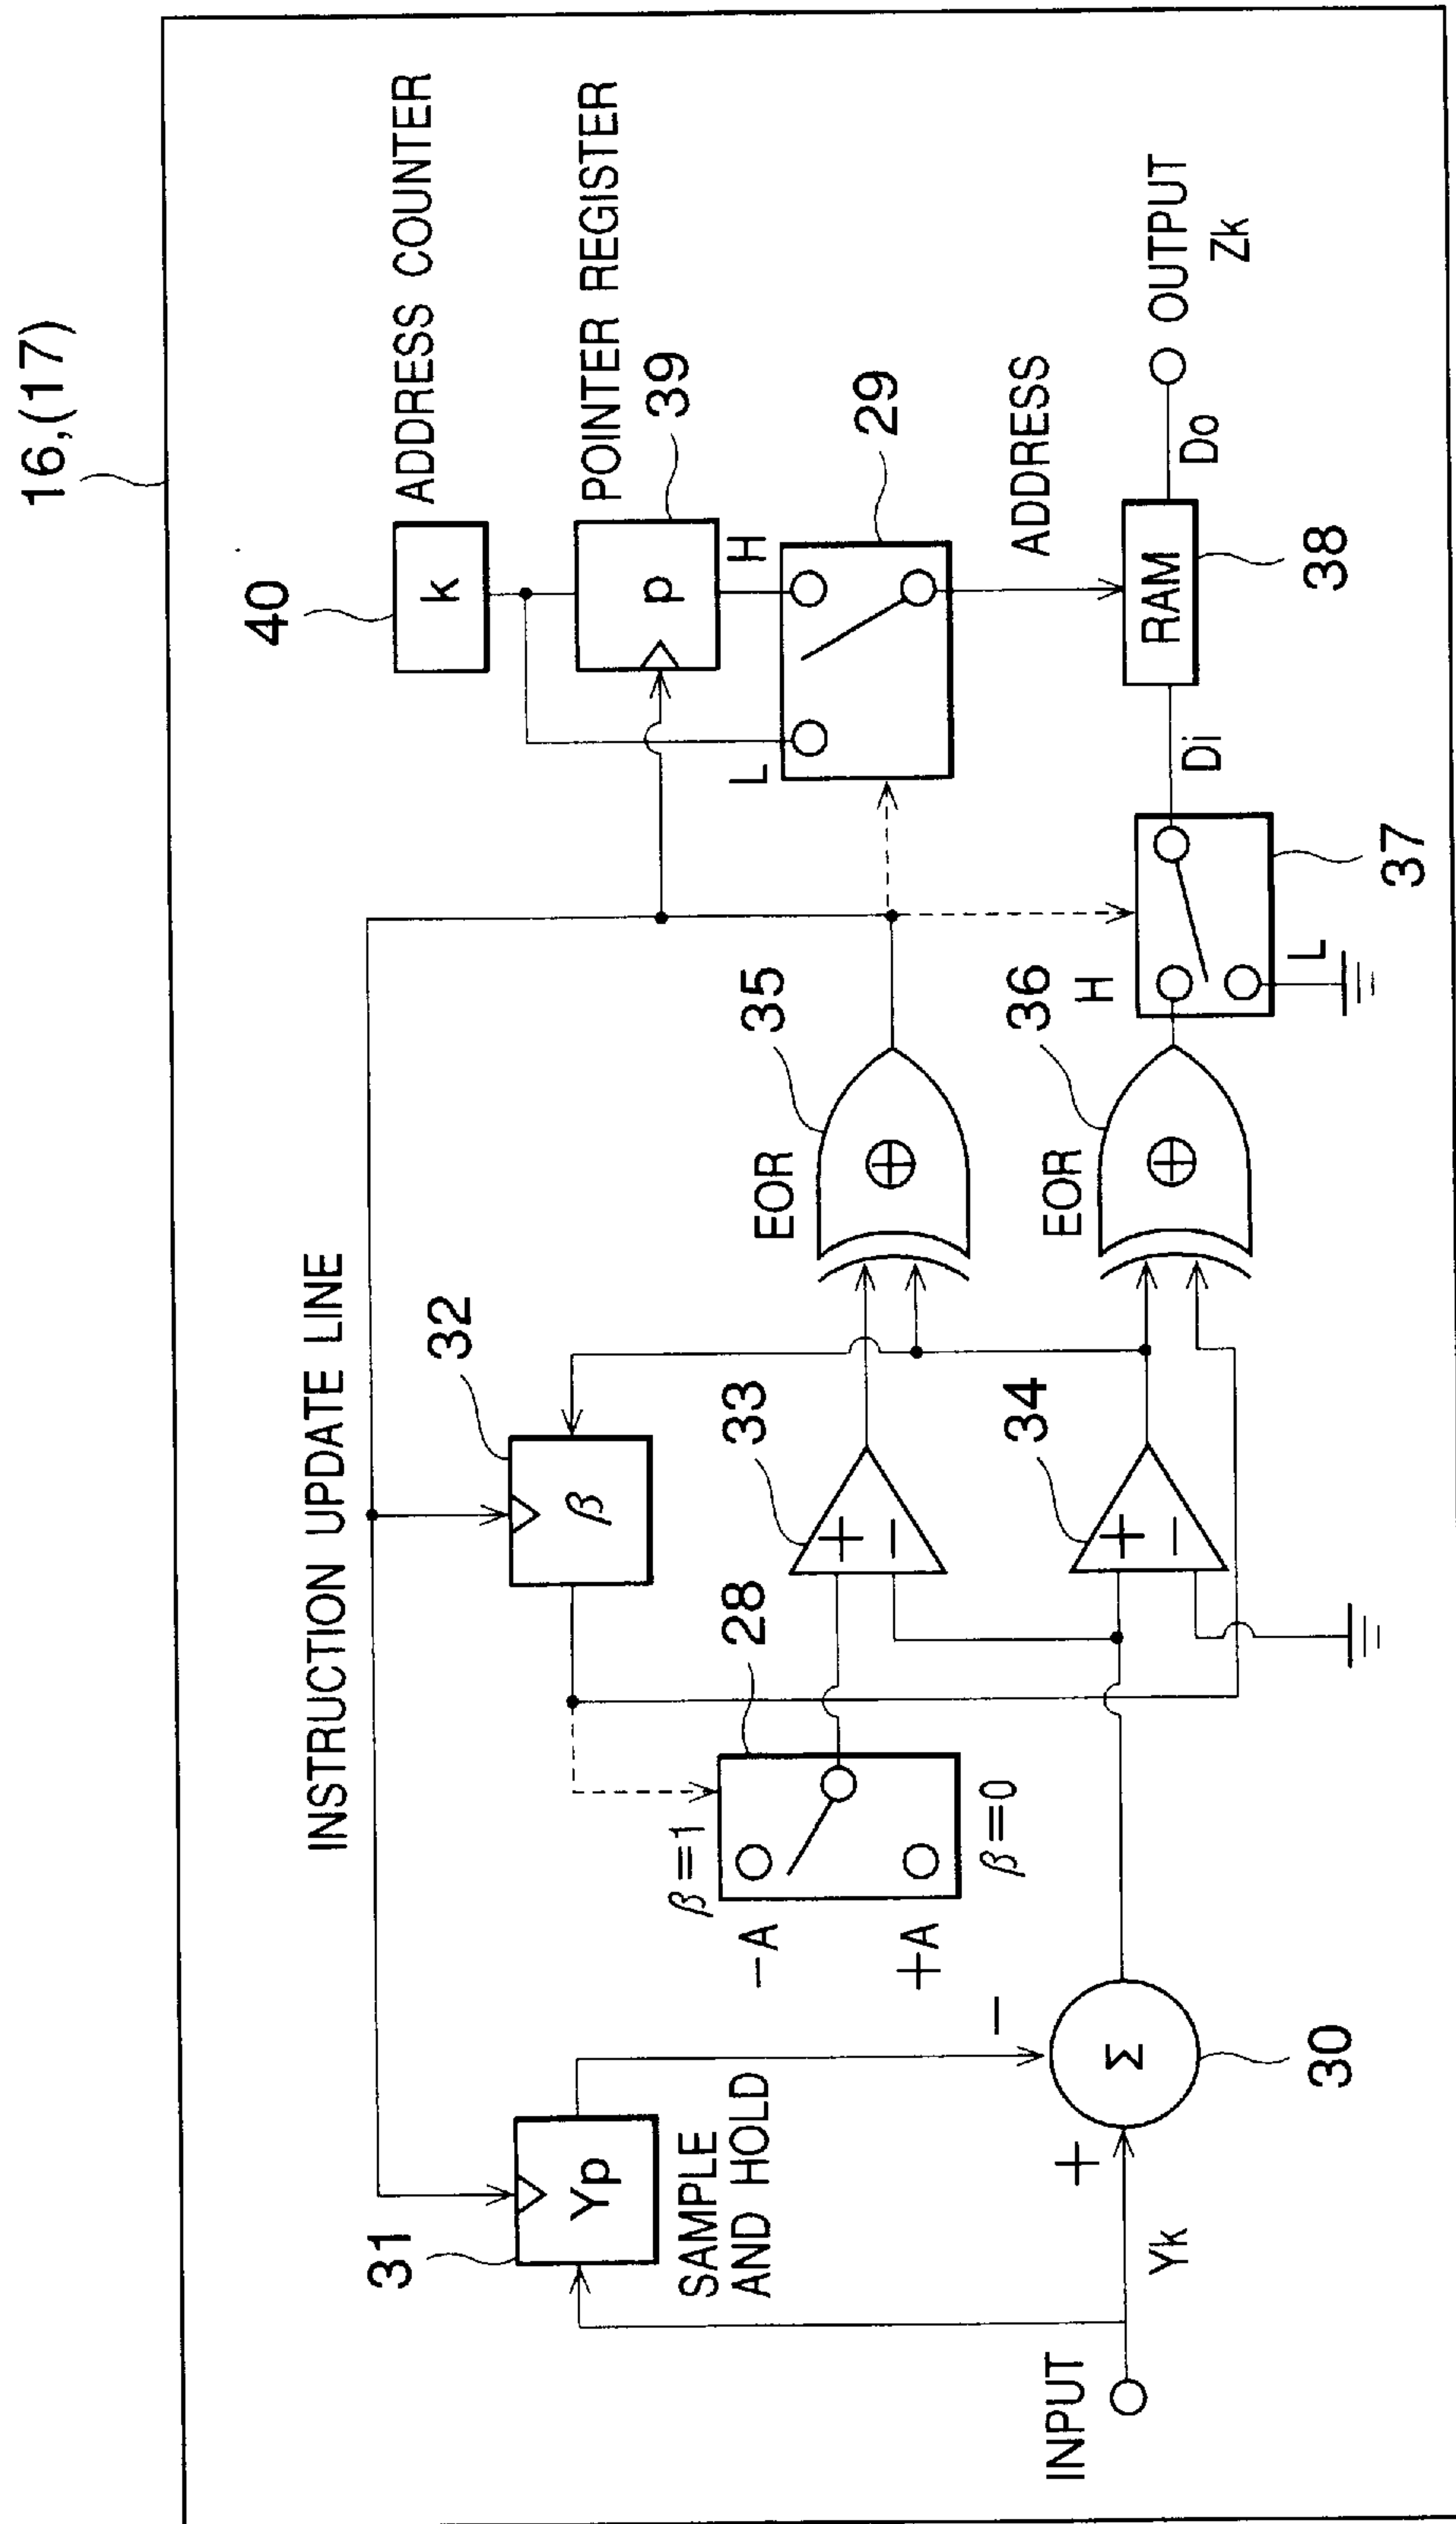 16,(17)
INSTRUCTION UPDATE LINE
40
k
ADDRESS COUNTER
31
Yp
SAMPLE
AND HOLD
32
β
p
39
POINTER REGISTER
β=1
-A
28
+A
β=0
33
+
-
EOR
35
L
H
29
INPUT
Yk
+
-
Σ
30
34
+
-
EOR
36
H
L
37
Di
RAM
38
ADDRESS
Do
OUTPUT
Zk